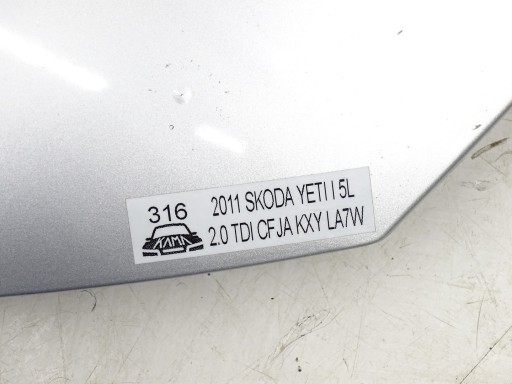 316
KAMA
2011 SKODA YETI I 5L
2.0 TDI CFJA KXY LA7W